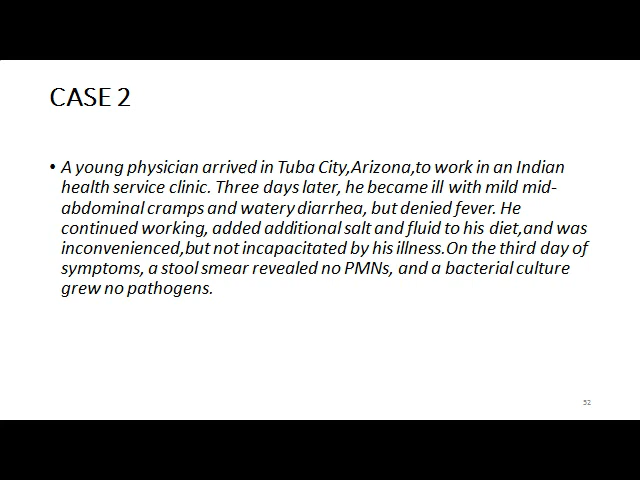 CASE 2
• A young physician arrived in Tuba City,Arizona,to work in an Indian
health service clinic. Three days later, he became ill with mild mid-
abdominal cramps and watery diarrhea, but denied fever. He
continued working, added additional salt and fluid to his diet,and was
inconvenienced,but not incapacitated by his illness.On the third day of
symptoms, a stool smear revealed no PMNs, and a bacterial culture
grew no pathogens.
52